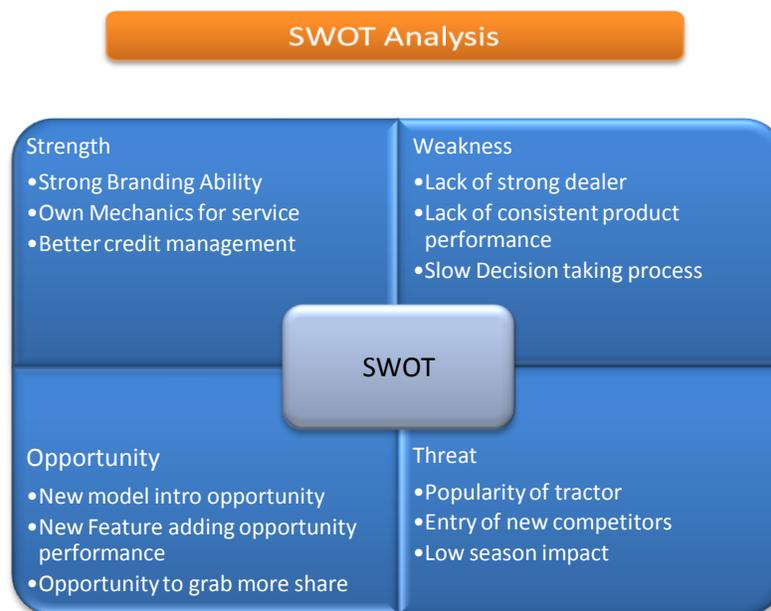 SWOT Analysis
Strength
•Strong Branding Ability
•Own Mechanics for service
•Better credit management
Weakness
•Lack of strong dealer
•Lack of consistent product
performance
•Slow Decision taking process
SWOT
Opportunity
•New model intro opportunity
•New Feature adding opportunity
performance
•Opportunity to grab more share
Threat
•Popularity of tractor
•Entry of new competitors
•Low season impact